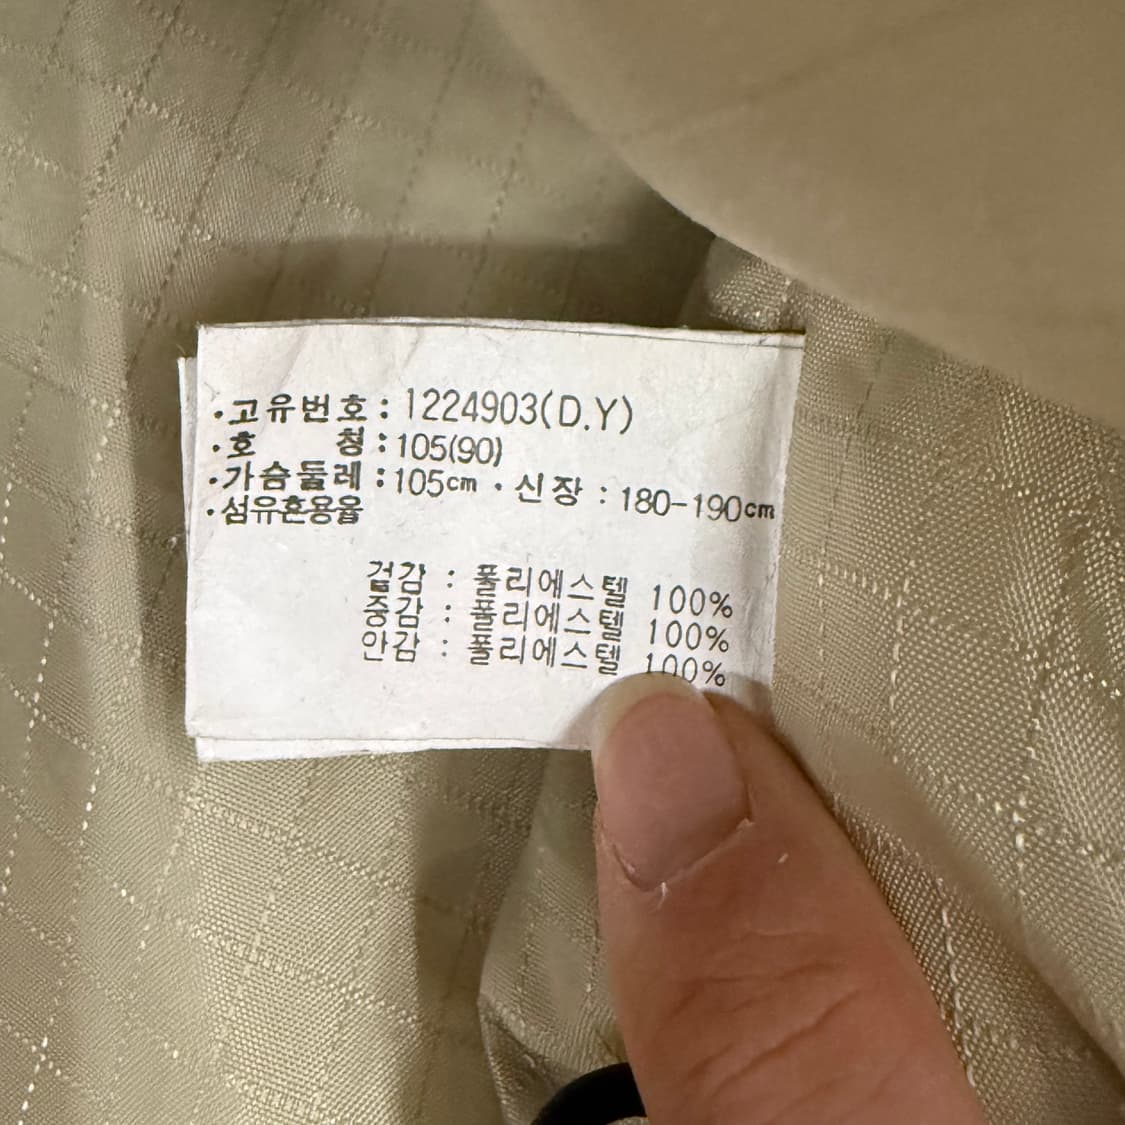 ·고유번호 : 1224903(D.Y)
·호 청 : 105(90)
·가슴둘레 : 105cm · 신장 : 180-190cm
·섬유혼용율
겉감 : 폴리에스텔 100%
중감 : 폴리에스텔 100%
안감 : 폴리에스텔 100%